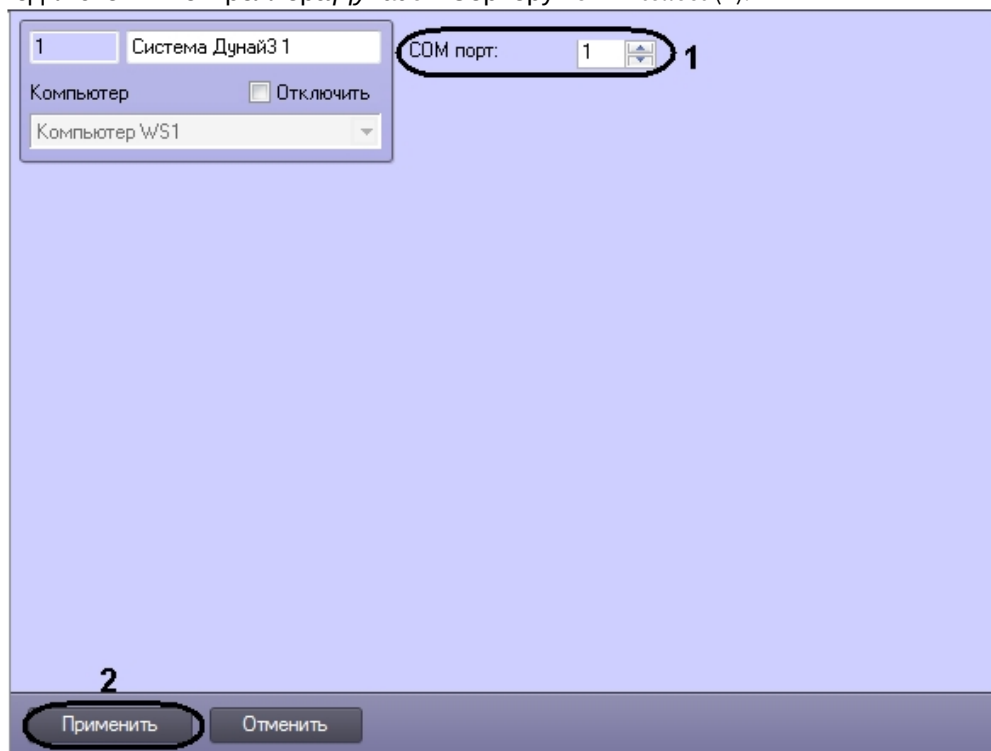 1 Система Дунай3 1 COM порт: 1 1
Компьютер Отключить
Компьютер WS1
2
Применить Отменить